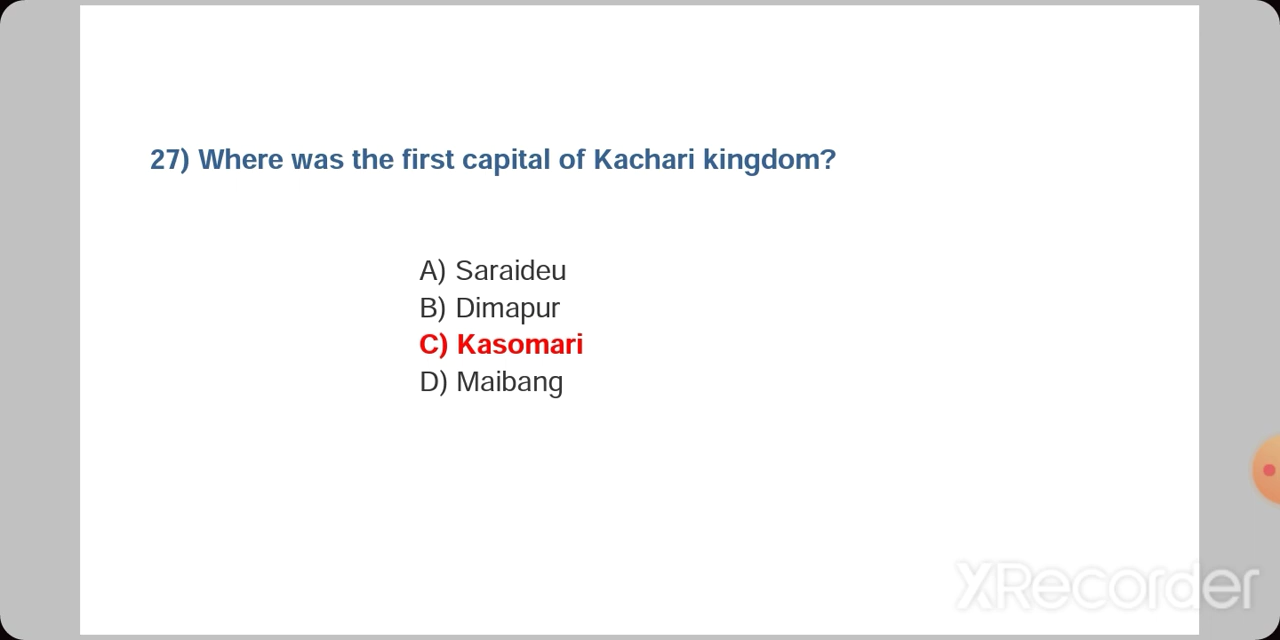 27) Where was the first capital of Kachari kingdom?
A) Saraideu
B) Dimapur
C) Kasomari
D) Maibang
XRecorder